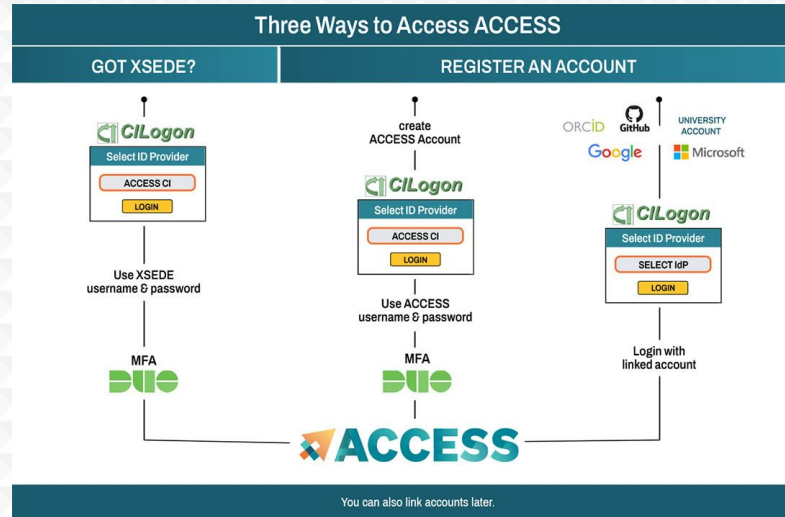 Three Ways to Access ACCESS
GOT XSEDE?
REGISTER AN ACCOUNT
CILogon
Select ID Provider
ACCESS CI
LOGIN
Use XSEDE
username & password
MFA
DUO
create
ACCESS Account
CILogon
Select ID Provider
ACCESS CI
LOGIN
Use ACCESS
username & password
MFA
DUO
ORCID
GitHub
UNIVERSITY
ACCOUNT
Google
Microsoft
CILogon
Select ID Provider
SELECT IdP
LOGIN
Login with
linked account
ACCESS
You can also link accounts later.